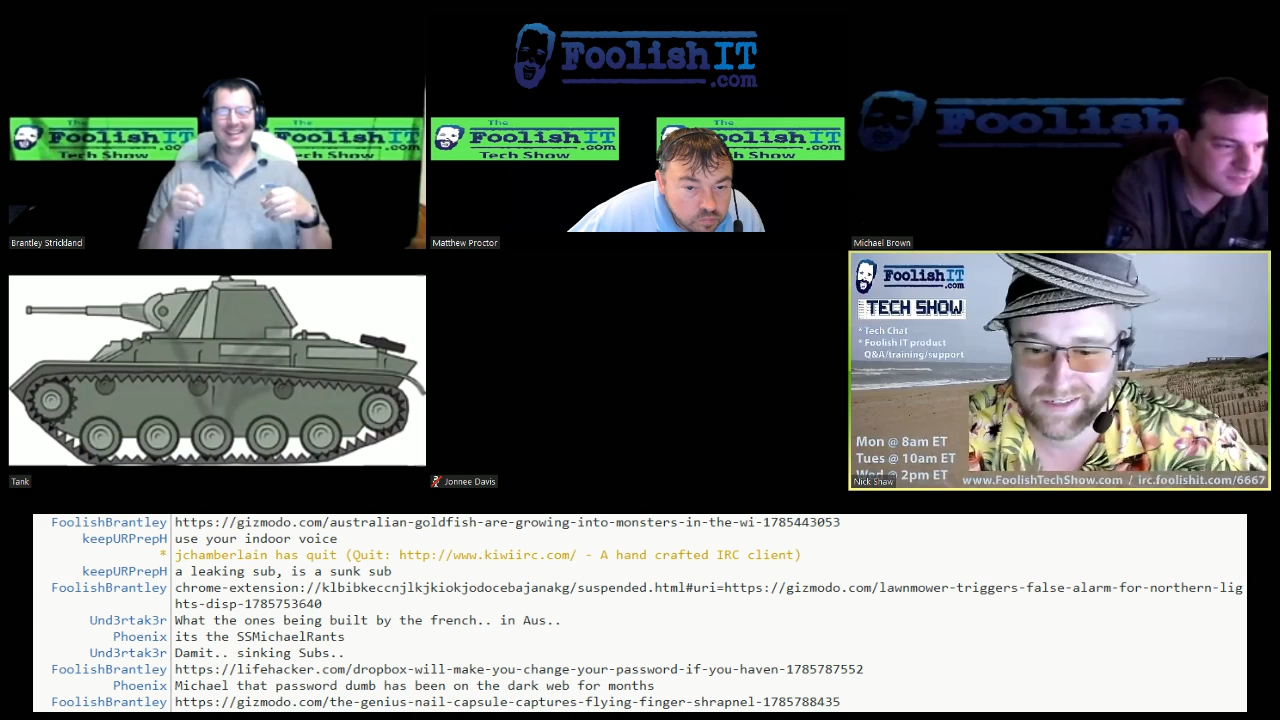 FoolishIT
.com
The
FoolishIT
.com
Tech Show
The
FoolishIT
.com
Tech Show
Brantley Strickland
The
FoolishIT
.com
Tech Show
The
FoolishIT
.com
Tech Show
Matthew Proctor
Foolish
Michael Brown
Tank
Jonnee Davis
FoolishIT
.com
TECH SHOW
* Tech Chat
* Foolish IT product
Q&A/training/support
Mon @ 8am ET
Tues @ 10am ET
Wed @ 2pm ET
Nick Shaw
www.FoolishTechShow.com / irc.foolishit.com/6667
FoolishBrantley https://gizmodo.com/australian-goldfish-are-growing-into-monsters-in-the-wi-1785443053
keepURPrepH use your indoor voice
* jchamberlain has quit (Quit: http://www.kiwiirc.com/ - A hand crafted IRC client)
keepURPrepH a leaking sub, is a sunk sub
FoolishBrantley chrome-extension://klbibkeccnjlkjkiokjodocebajanakg/suspended.html#uri=https://gizmodo.com/lawnmower-triggers-false-alarm-for-northern-lig
hts-disp-1785753640
Und3rtak3r What the ones being built by the french.. in Aus..
Phoenix its the SSMichaelRants
Und3rtak3r Damit.. sinking Subs..
FoolishBrantley https://lifehacker.com/dropbox-will-make-you-change-your-password-if-you-haven-1785787552
Phoenix Michael that password dumb has been on the dark web for months
FoolishBrantley https://gizmodo.com/the-genius-nail-capsule-captures-flying-finger-shrapnel-1785788435